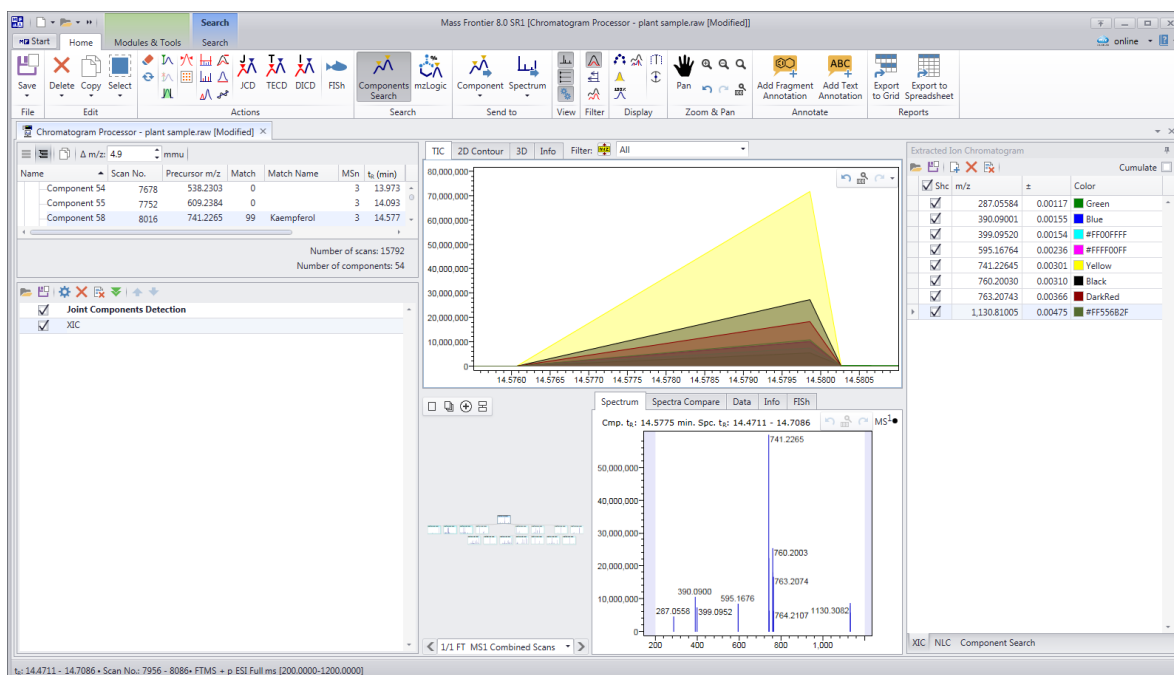 Search
Mass Frontier 8.0 SR1 [Chromatogram Processor - plant sample.raw [Modified]]
Start Home Modules & Tools Search online
Save Delete Copy Select JCD TECD DICD FISh Components Search mzLogic Component Spectrum Pan Add Fragment Annotation Add Text Annotation Export to Grid Export to Spreadsheet
ABC
File Edit Actions Search Send to View Filter Display Zoom & Pan Annotate Reports
Chromatogram Processor - plant sample.raw [Modified]
Δ m/z: 4.9 mmu
Name Scan No. Precursor m/z Match Match Name MSn tR (min)
Component 54 7678 538.2303 0 3 13.973
Component 55 7752 609.2384 0 3 14.093
Component 58 8016 741.2265 99 Kaempferol 3 14.577
Number of scans: 15792
Number of components: 54
Joint Components Detection
XIC
TIC 2D Contour 3D Info Filter: All
80,000,000
70,000,000
60,000,000
50,000,000
40,000,000
30,000,000
20,000,000
10,000,000
0
14.5760 14.5765 14.5770 14.5775 14.5780 14.5785 14.5790 14.5795 14.5800 14.5805
Spectrum Spectra Compare Data Info FISh
Cmp. tR: 14.5775 min. Spc. tR: 14.4711 - 14.7086 MS1
741.2265
50,000,000
40,000,000
30,000,000
760.2003
20,000,000
763.2074
390.0900
10,000,000
287.0558 399.0952 595.1676 764.2107 1130.3082
0
200 400 600 800 1,000
1/1 FT MS1 Combined Scans
Extracted Ion Chromatogram
Cumulate
Shc m/z ± Color
287.05584 0.00117 Green
390.09001 0.00155 Blue
399.09520 0.00154 #FF00FFFF
595.16764 0.00236 #FFFF00FF
741.22645 0.00301 Yellow
760.20030 0.00310 Black
763.20743 0.00366 DarkRed
1,130.81005 0.00475 #FF556B2F
XIC NLC Component Search
tR: 14.4711 - 14.7086 • Scan No.: 7956 - 8086• FTMS + p ESI Full ms [200.0000-1200.0000]